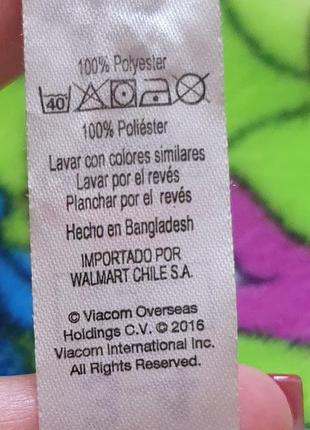 100% Polyester
40
100% Poliéster
Lavar con colores similares
Lavar por el revés
Planchar por el revés
Hecho en Bangladesh
IMPORTADO POR
WALMART CHILE S.A.
© Viacom Overseas
Holdings C.V. © 2016
Viacom International Inc.
All Rights Reserved.